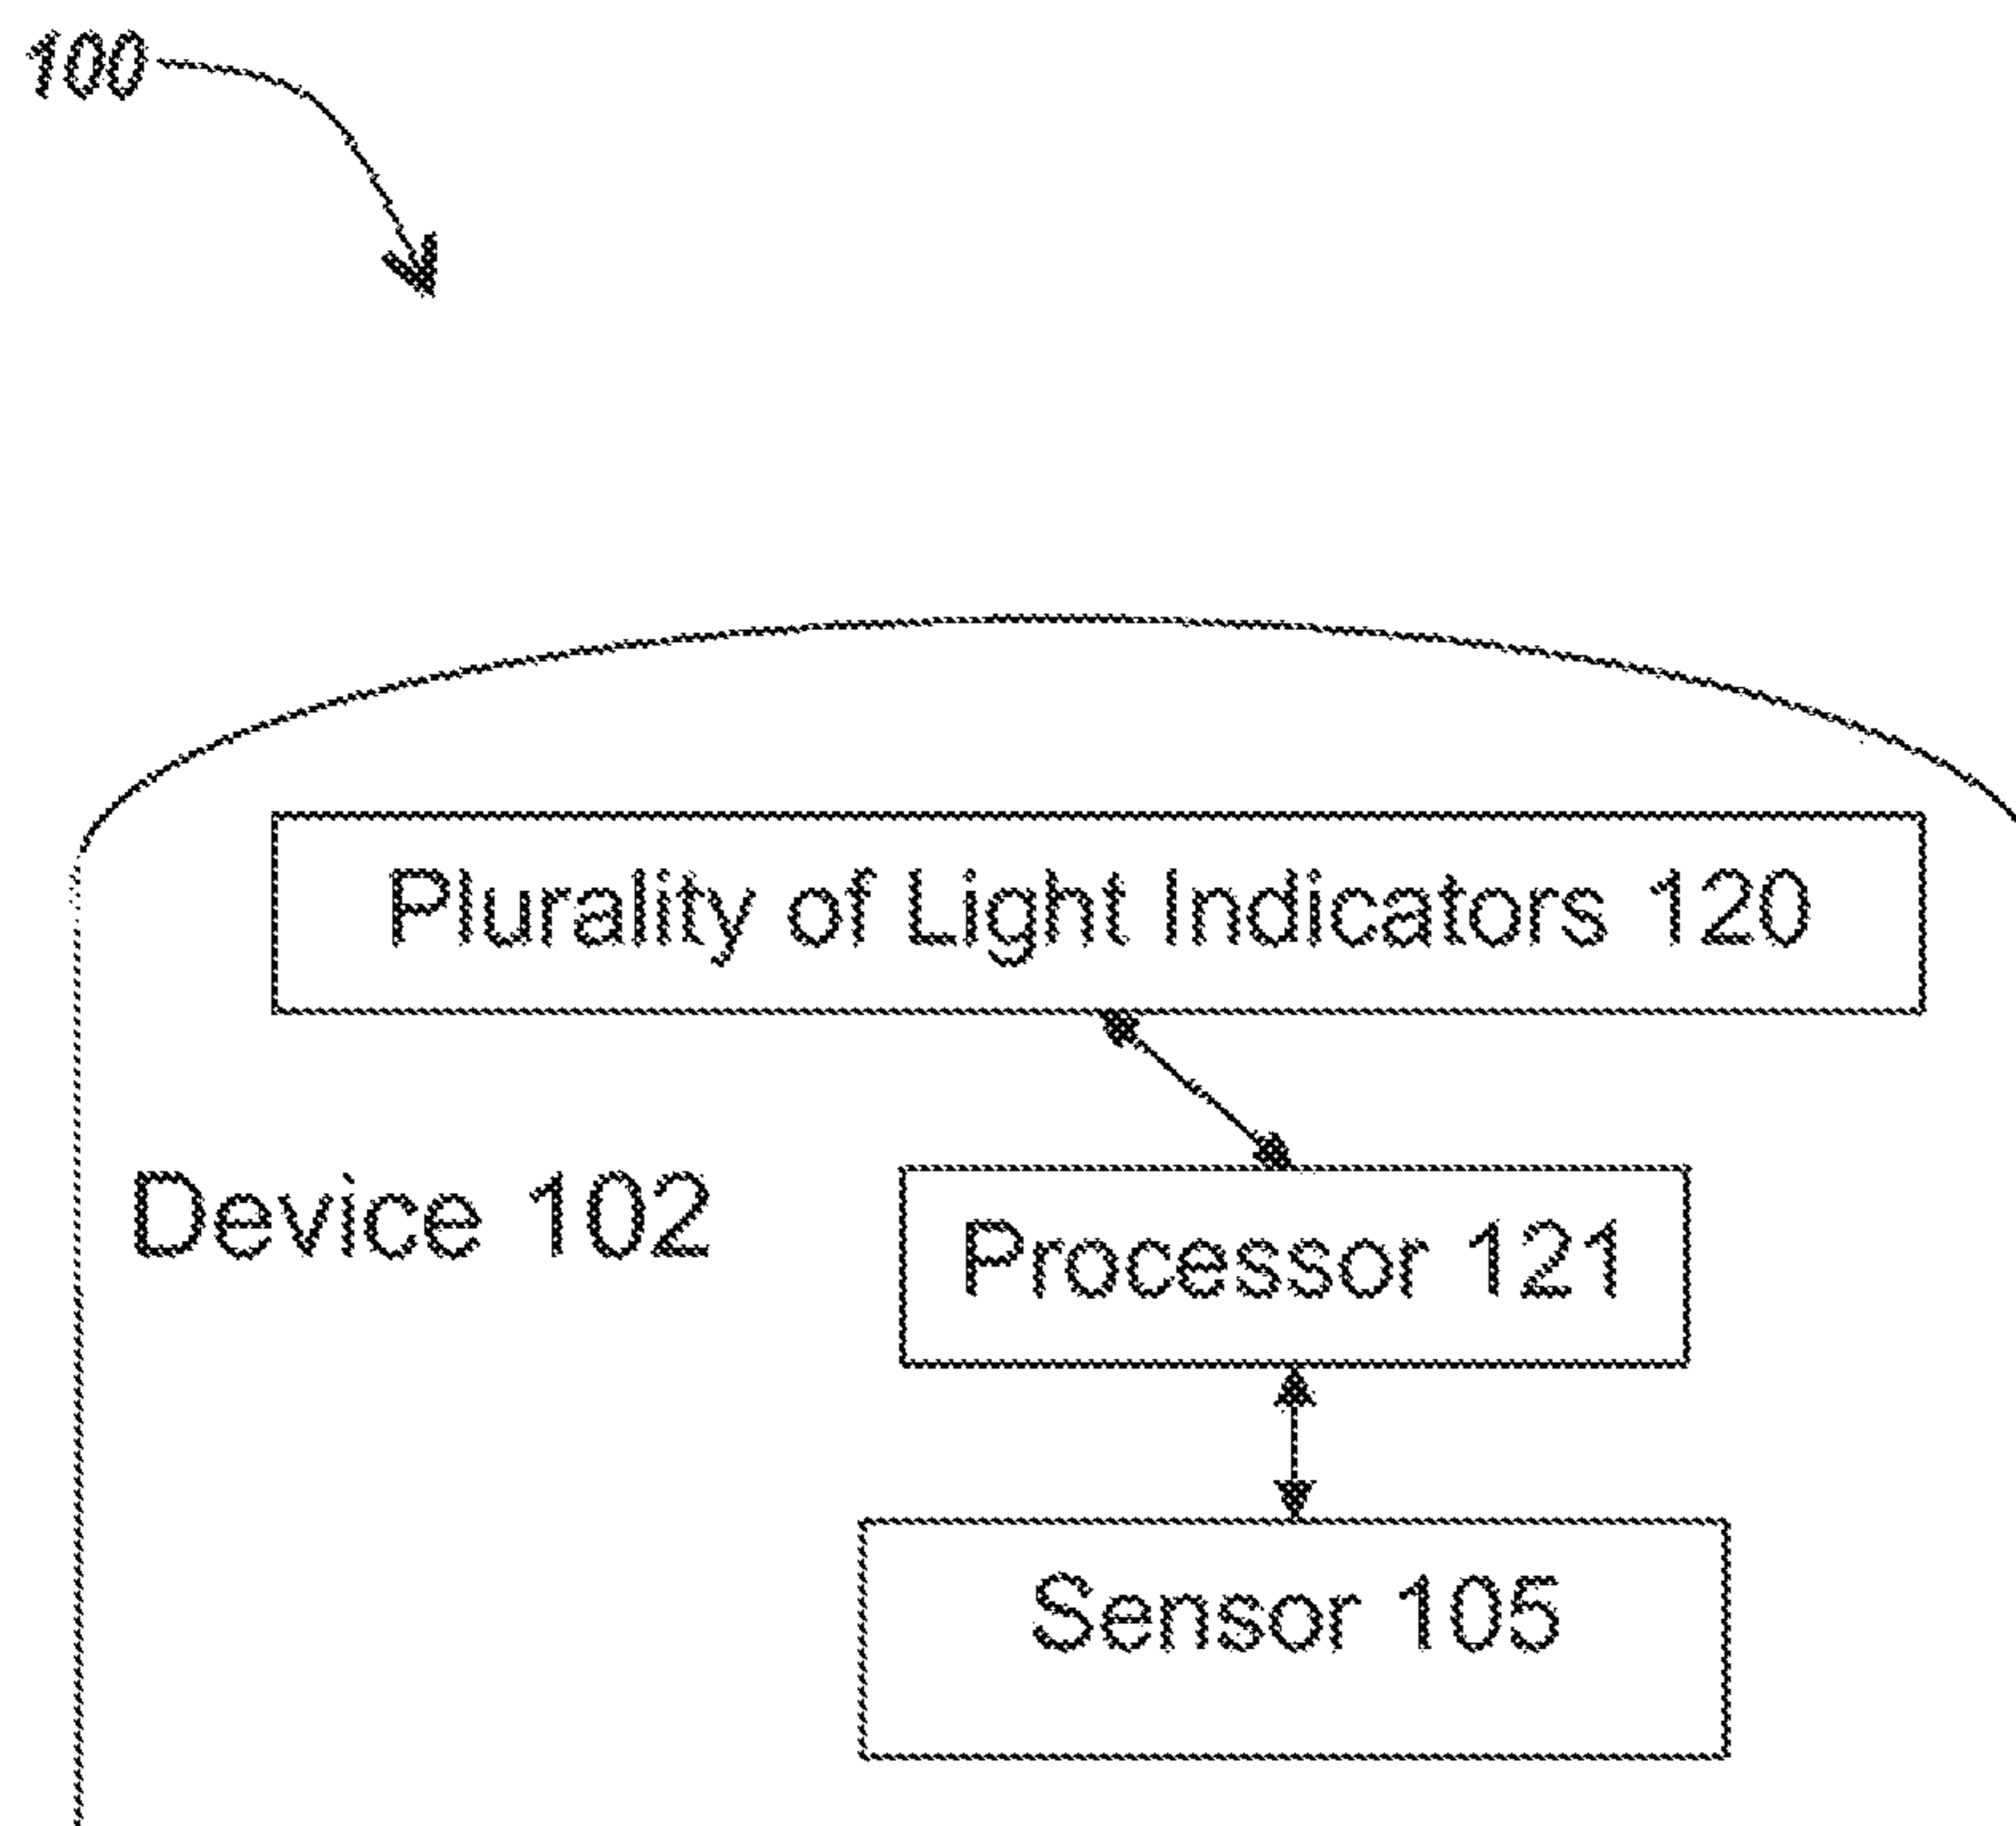 100
Plurality of Light Indicators 120
Device 102
Processor 121
Sensor 105